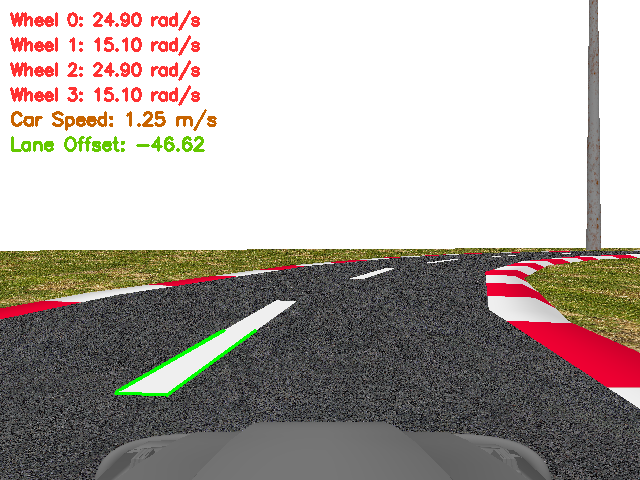 Wheel 0: 24.90 rad/s
Wheel 1: 15.10 rad/s
Wheel 2: 24.90 rad/s
Wheel 3: 15.10 rad/s
Car Speed: 1.25 m/s
Lane Offset: -46.62